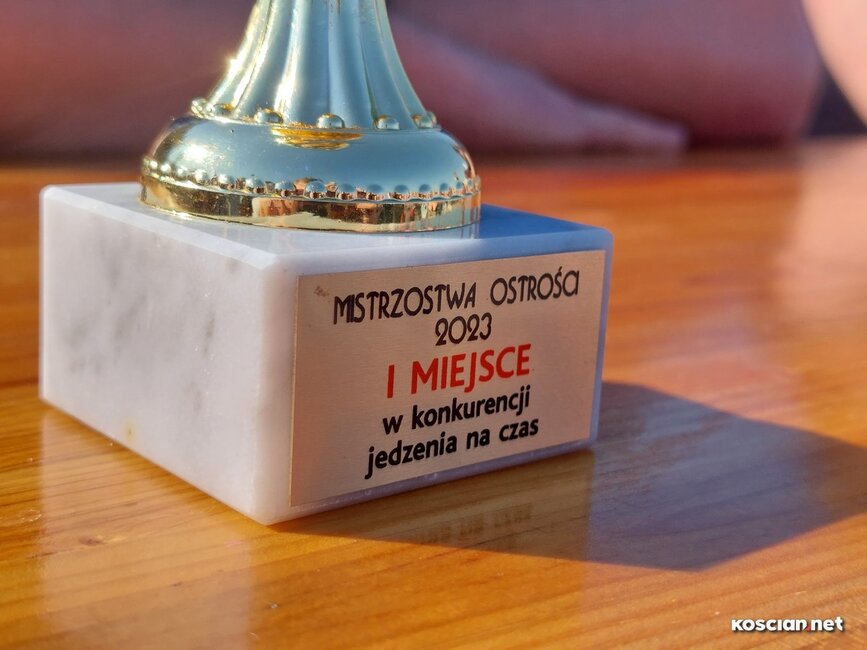 MISTRZOSTWA OSTROŚCI
2023
I MIEJSCE
w konkurencji
jedzenia na czas
KOSCIAN.net